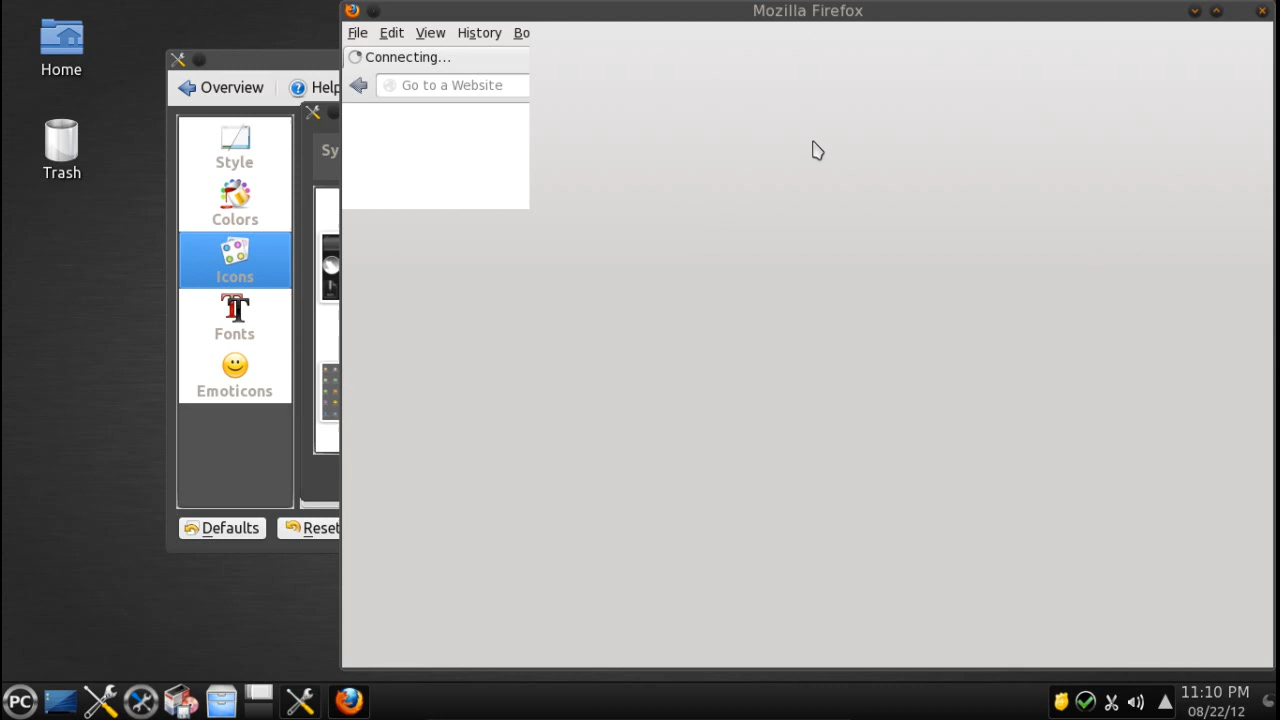 Home
Trash
Overview
Help
Sy
Style
Colors
Icons
Fonts
Emoticons
Defaults
Reset
Mozilla Firefox
File Edit View History Bo
Connecting...
Go to a Website
PC
11:10 PM
08/22/12